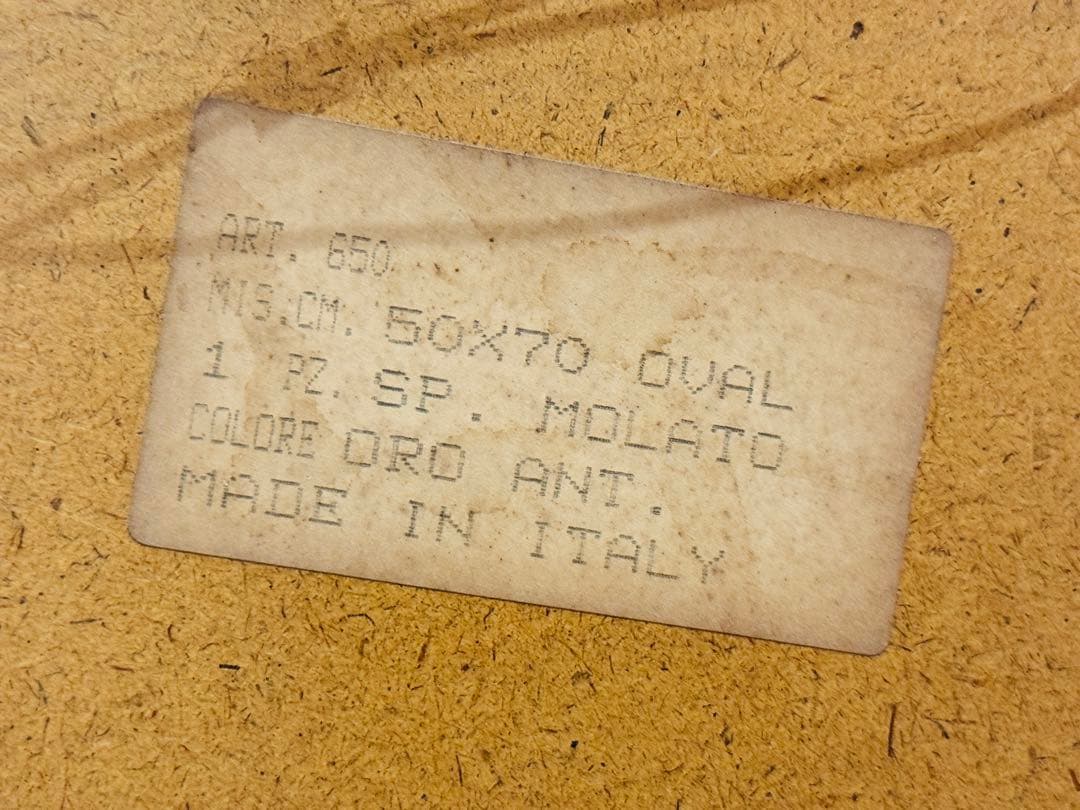 ART. 650
MIS.CM. 50X70 OVAL
1 PZ. SP. MOLATO
COLORE ORO ANT.
MADE IN ITALY